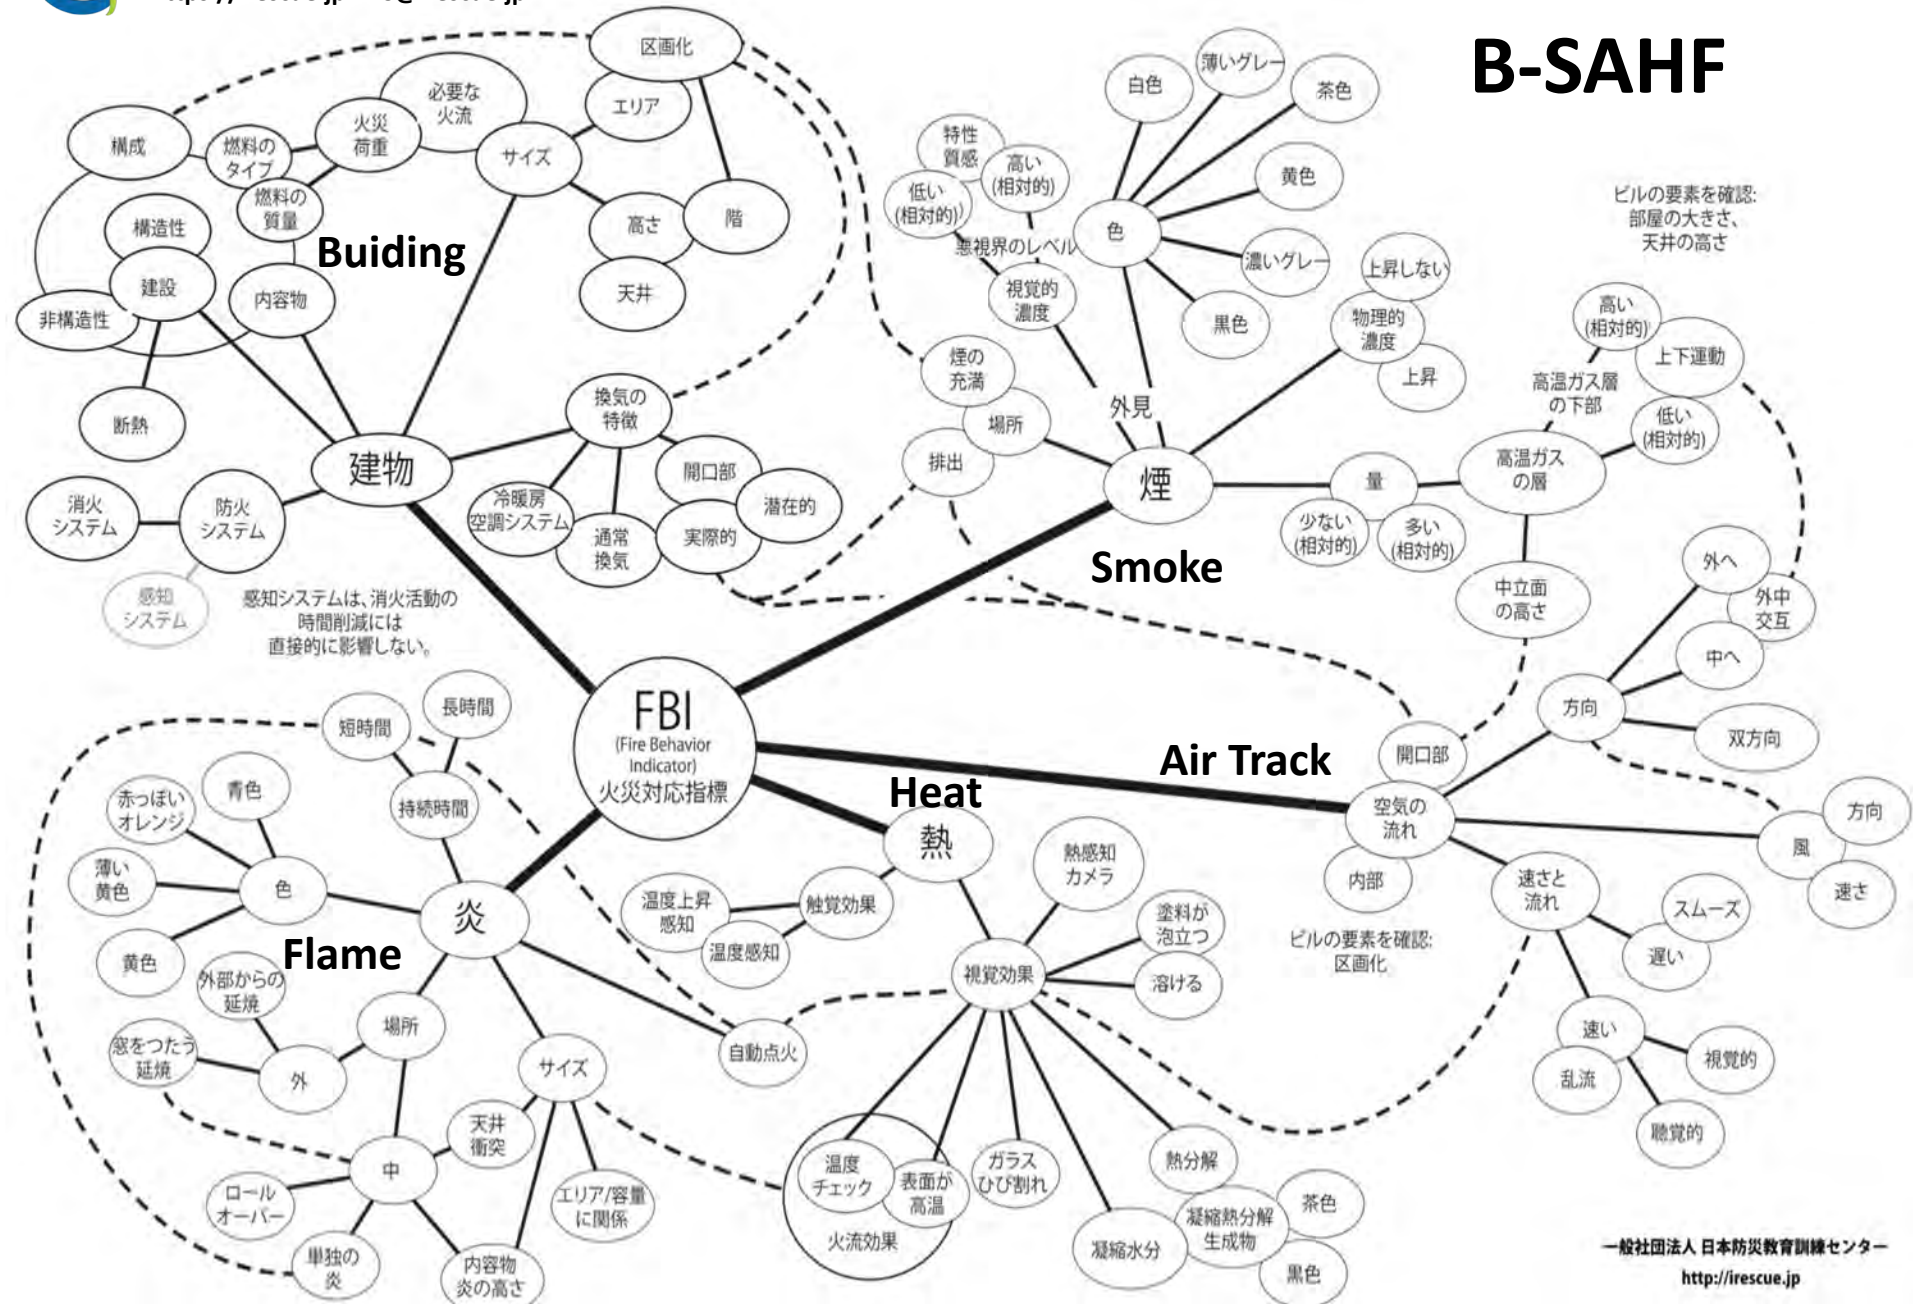 B-SAHF
区画化
必要な
火流
エリア
火災
荷重
構成
燃料の
タイプ
サイズ
燃料の
質量
構造性
高さ
階
Buiding
建設
内容物
天井
非構造性
断熱
換気の
特徴
建物
開口部
潜在的
冷暖房
空調システム
通常
換気
実際的
消火
システム
防火
システム
感知
システム
感知システムは、消火活動の
時間削減には
直接的に影響しない。
白色
薄いグレー
茶色
特性
質感
高い
(相対的)
低い
(相対的))
黄色
色
悪視界のレベル
濃いグレー
視覚的
濃度
黒色
上昇しない
物理的
濃度
上昇
煙の
充満
場所
外見
排出
煙
Smoke
量
少ない
(相対的)
多い
(相対的)
ビルの要素を確認:
部屋の大きさ、
天井の高さ
高い
(相対的)
上下運動
高温ガス層
の下部
低い
(相対的)
高温ガス
の層
中立面
の高さ
外へ
外中
交互
中へ
方向
双方向
FBI
(Fire Behavior
Indicator)
火災対応指標
Air Track
開口部
空気の
流れ
内部
風
方向
速さ
速さと
流れ
スムーズ
遅い
速い
視覚的
乱流
聴覚的
ビルの要素を確認:
区画化
Heat
熱
熱感知
カメラ
触覚効果
温度上昇
感知
温度感知
塗料が
泡立つ
視覚効果
溶ける
温度
チェック
表面が
高温
火流効果
ガラス
ひび割れ
熱分解
凝縮水分
凝縮熱分解
生成物
茶色
黒色
短時間
長時間
持続時間
青色
赤っぽい
オレンジ
薄い
黄色
色
黄色
炎
Flame
外部からの
延焼
窓をつたう
延焼
場所
外
自動点火
サイズ
天井
衝突
中
ロール
オーバー
単独の
炎
内容物
炎の高さ
エリア/容量
に関係
一般社団法人 日本防災教育訓練センター
http://irescue.jp